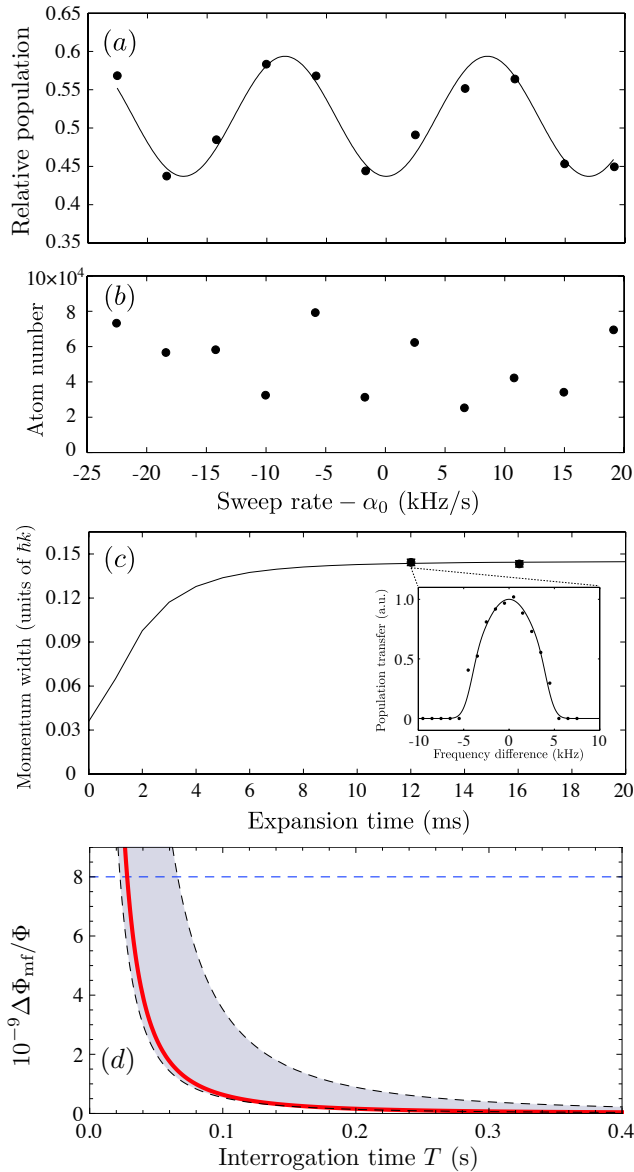 (a)
Relative population
0.65
0.55
0.5
0.45
0.35
(b)
Atom number
10×10⁴
8
6
4
2
0
-25 -20 -15 -10 -5 0 5 10 15 20
Sweep rate − α₀ (kHz/s)
(c)
Momentum width (units of ħk)
0.15
0.12
0.09
0.06
0.03
0
Population transfer (a.u.)
1.0
0.5
0
-10 -5 0 5 10
Frequency difference (kHz)
0 2 4 6 8 10 12 14 16 18 20
Expansion time (ms)
10⁻⁹ΔΦmf/Φ
8
6
4
2
0
(d)
0.0 0.1 0.2 0.3 0.4
Interrogation time T (s)